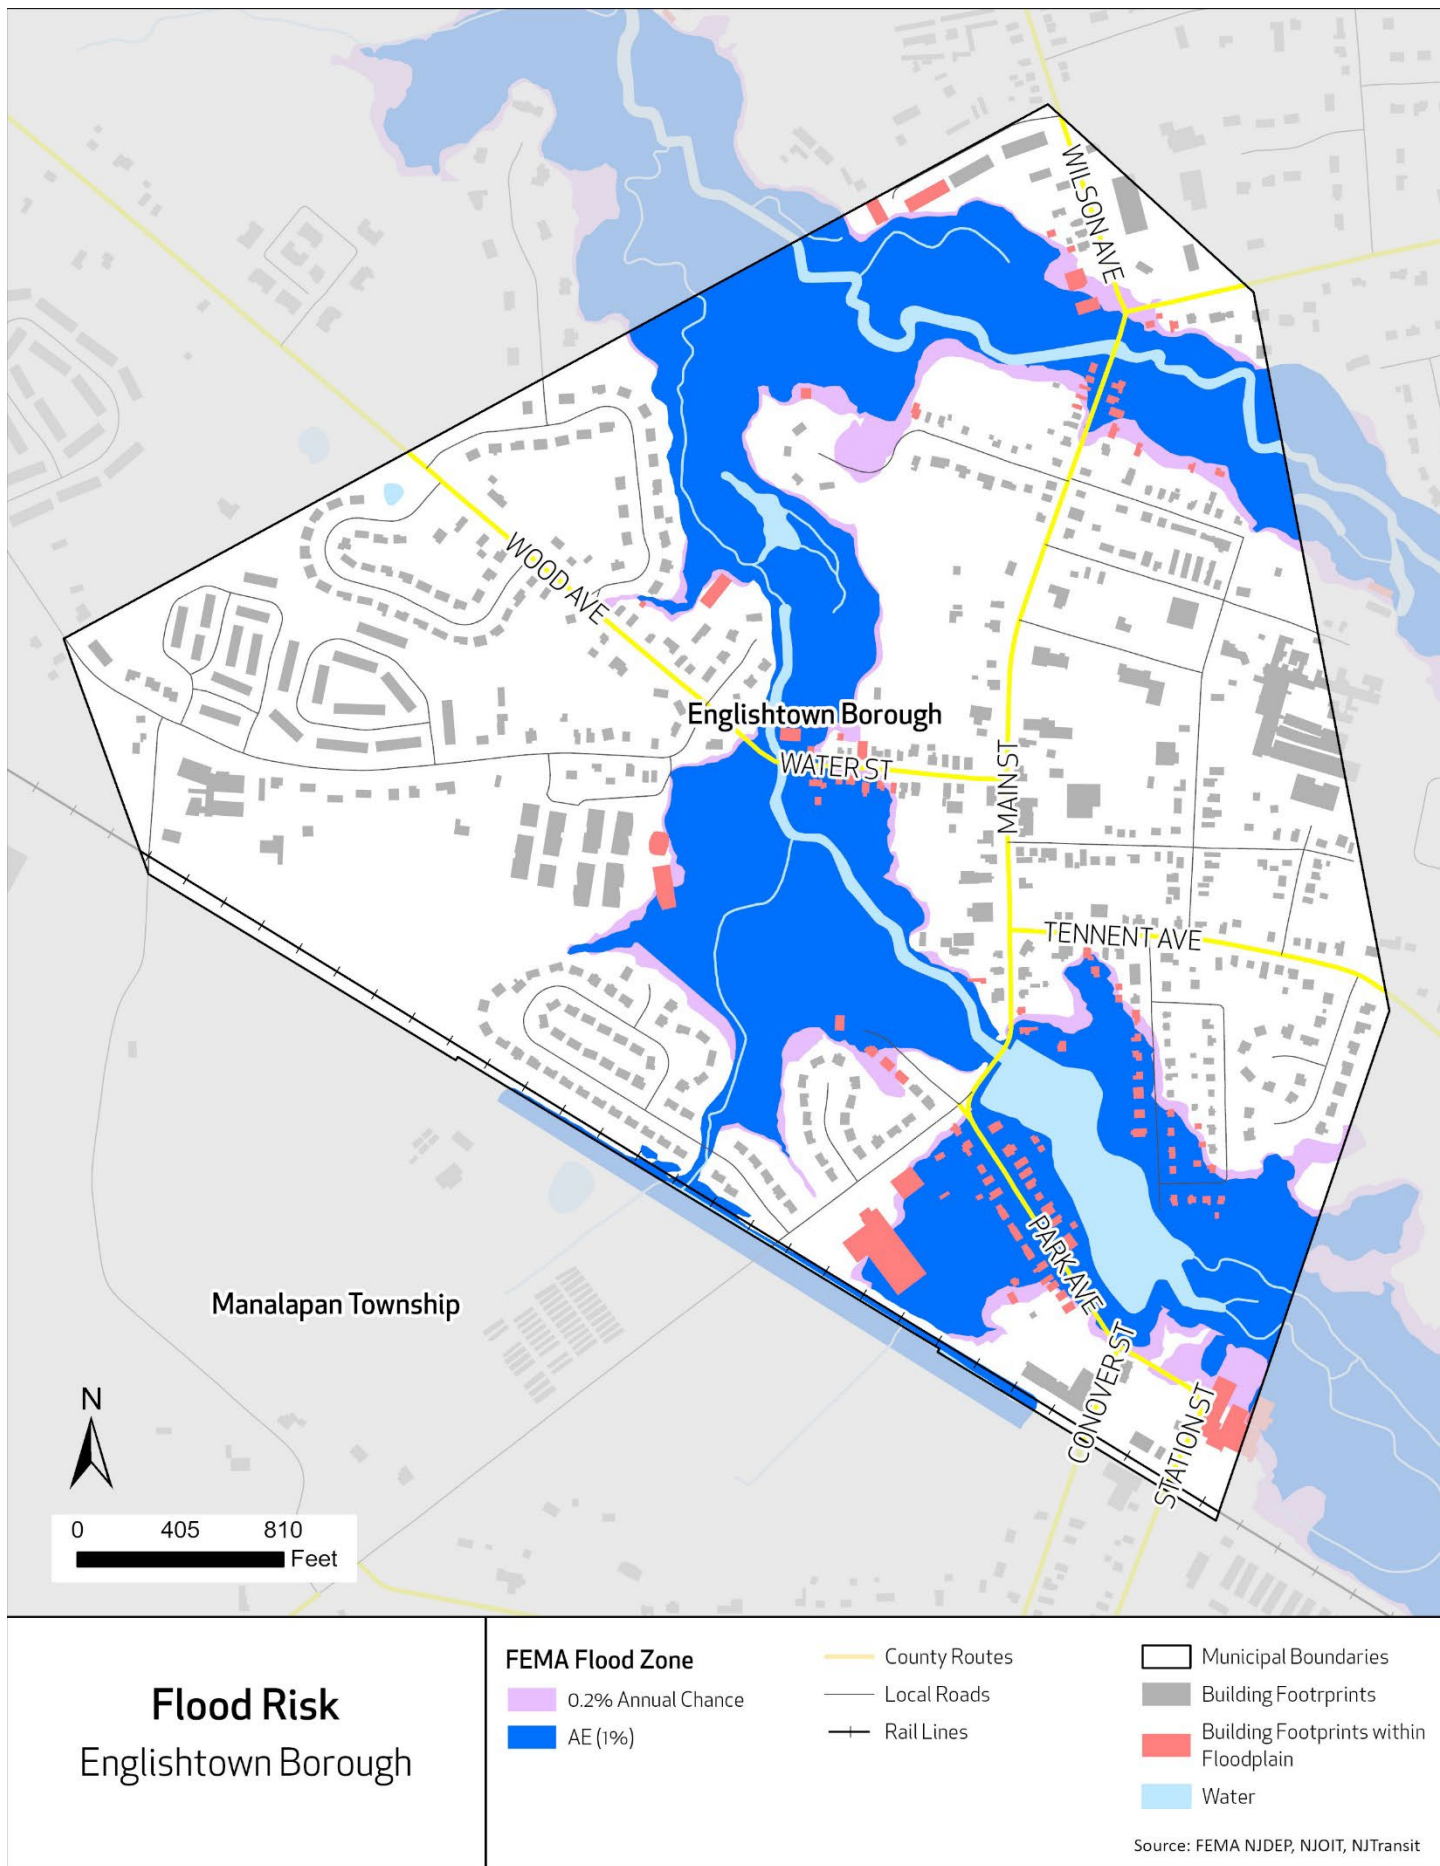 WILSON AVE
WOOD AVE
Englishtown Borough
WATER ST
MAIN ST
TENNENT AVE
PARK AVE
Manalapan Township
CONOVER ST
STATION ST
N
0 405 810
Feet
Flood Risk
Englishtown Borough
FEMA Flood Zone
0.2% Annual Chance
AE (1%)
County Routes
Local Roads
Rail Lines
Municipal Boundaries
Building Footrprints
Building Footprints within
Floodplain
Water
Source: FEMA NJDEP, NJOIT, NJTransit